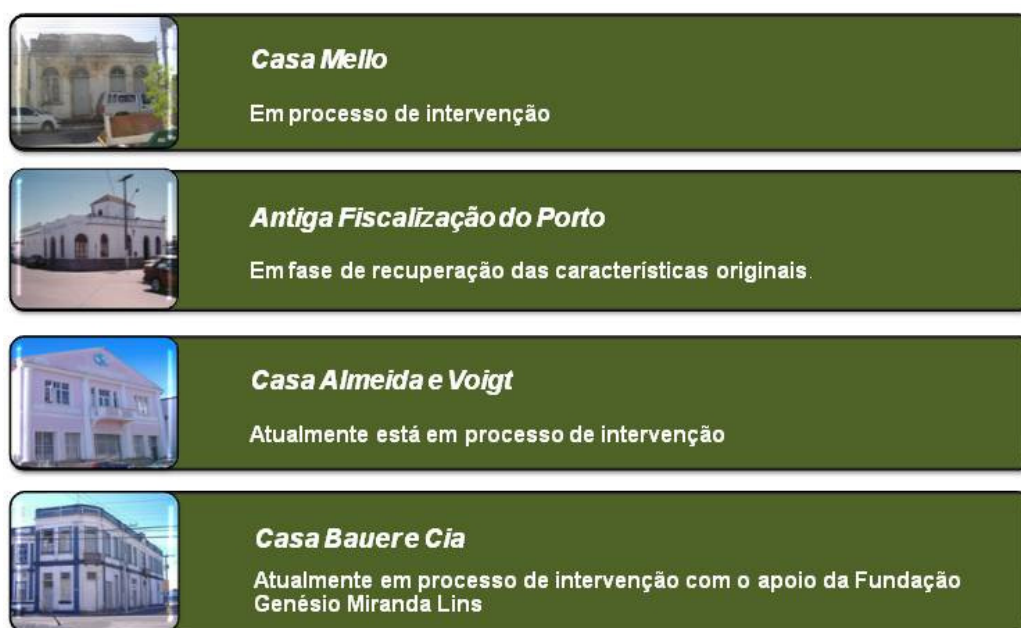 Casa Mello
Em processo de intervenção
Antiga Fiscalização do Porto
Em fase de recuperação das características originais.
Casa Almeida e Voigt
Atualmente está em processo de intervenção
Casa Bauer e Cia
Atualmente em processo de intervenção com o apoio da Fundação
Genésio Miranda Lins